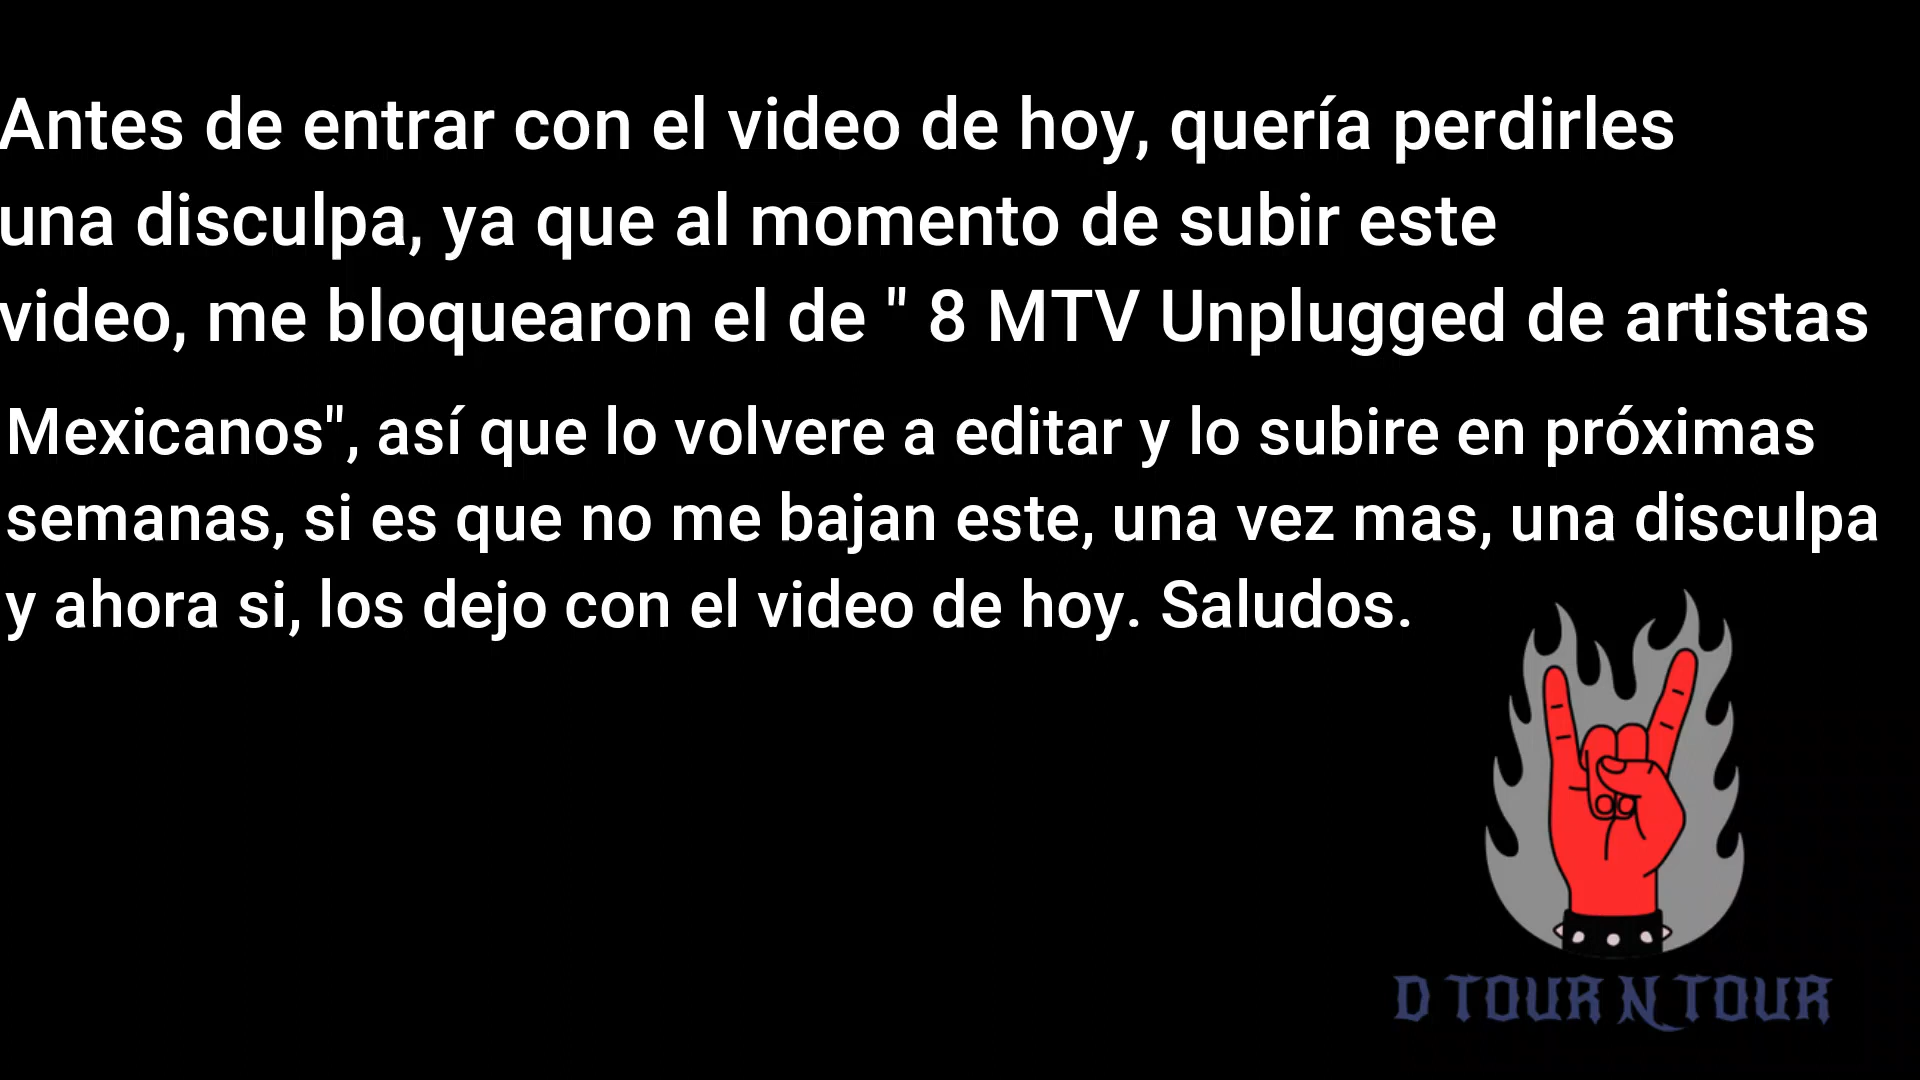 Antes de entrar con el video de hoy, quería perdirles
una disculpa, ya que al momento de subir este
video, me bloquearon el de " 8 MTV Unplugged de artistas
Mexicanos", así que lo volvere a editar y lo subire en próximas
semanas, si es que no me bajan este, una vez mas, una disculpa
y ahora si, los dejo con el video de hoy. Saludos.
D TOUR N TOUR